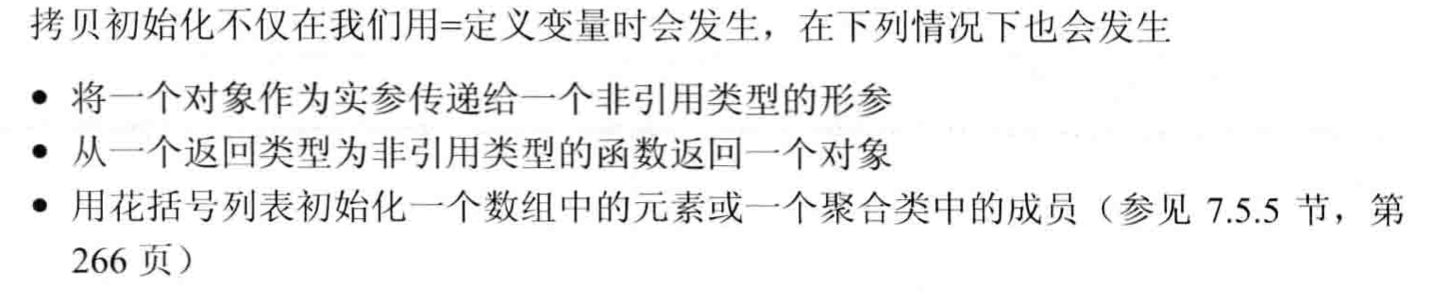 拷贝初始化不仅在我们用=定义变量时会发生，在下列情况下也会发生
● 将一个对象作为实参传递给一个非引用类型的形参
● 从一个返回类型为非引用类型的函数返回一个对象
● 用花括号列表初始化一个数组中的元素或一个聚合类中的成员（参见 7.5.5 节，第
266 页）